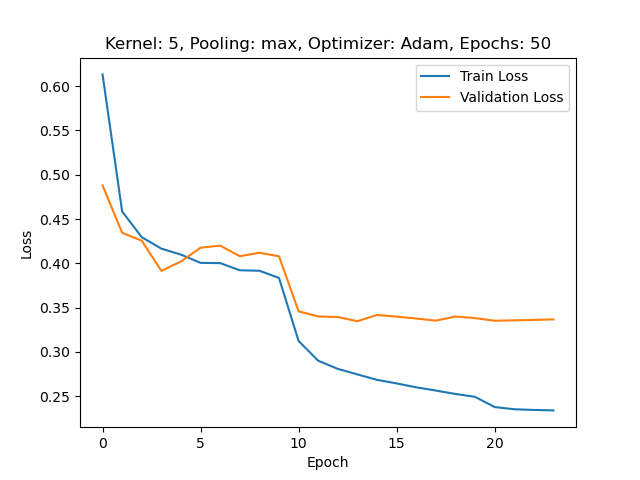 Kernel: 5, Pooling: max, Optimizer: Adam, Epochs: 50
Train Loss
Validation Loss
0.60
0.55
0.50
0.45
0.40
0.35
0.30
0.25
Loss
0 5 10 15 20
Epoch